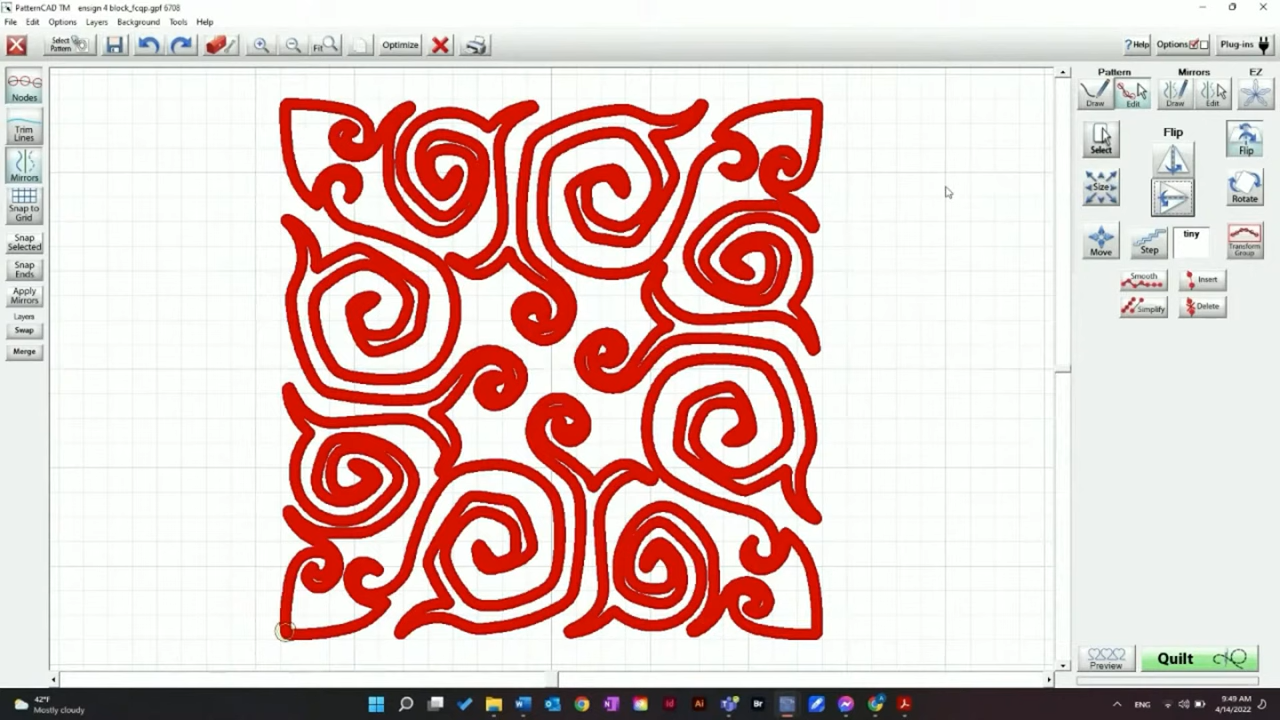 PatternCAD TM ensign 4 block_fcqp.gpf 6708
File Edit Options Layers Background Tools Help
Select Pattern
Fit
Optimize
?Help
Options
Plug-ins
Nodes
Trim Lines
Mirrors
Snap to Grid
Snap Selected
Snap Ends
Apply Mirrors
Layers
Swap
Merge
Pattern Mirrors EZ
Draw Edit Draw Edit
Select
Flip
Flip
Size
Rotate
Move
Step
tiny
Transform Group
Smooth
Insert
Simplify
Delete
Preview
Quilt
42°F
Mostly cloudy
ENG
9:49 AM
4/14/2022